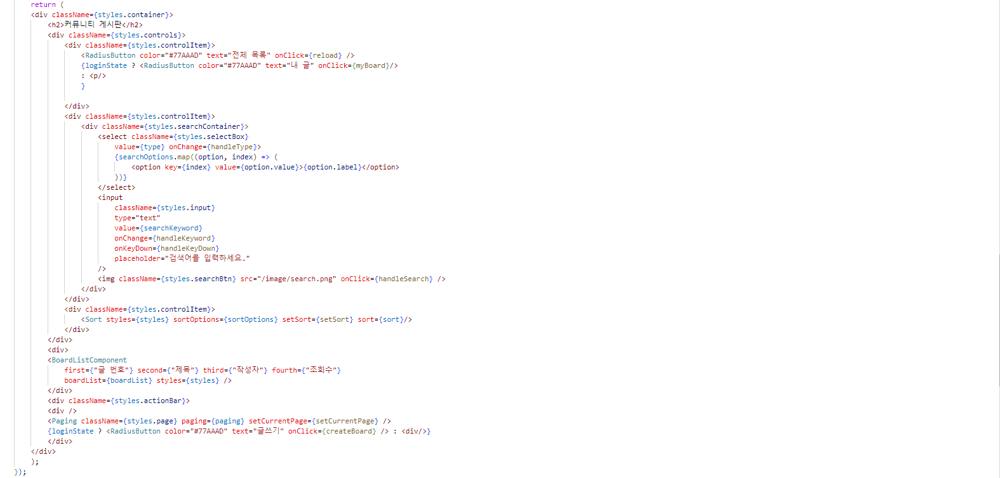 return (
<div className={styles.container}>
<h2>커뮤니티 게시판</h2>
<div className={styles.controls}>
<div className={styles.controlItem}>
<RadiusButton color="#77AAAD" text="전체 목록" onClick={reload} />
{loginState ? <RadiusButton color="#77AAAD" text="내 글" onClick={myBoard}/>
: <p/>
}
</div>
<div className={styles.controlItem}>
<div className={styles.searchContainer}>
<select className={styles.selectBox}
value={type} onChange={handleType}>
{searchOptions.map((option, index) => (
<option key={index} value={option.value}>{option.label}</option>
))}
</select>
<input
className={styles.input}
type="text"
value={searchKeyword}
onChange={handleKeyword}
onKeyDown={handleKeyDown}
placeholder="검색어를 입력하세요."
/>
<img className={styles.searchBtn} src="/image/search.png" onClick={handleSearch} />
</div>
</div>
<div className={styles.controlItem}>
<Sort styles={styles} sortOptions={sortOptions} setSort={setSort} sort={sort}/>
</div>
</div>
<div>
<BoardListComponent
first={"글 번호"} second={"제목"} third={"작성자"} fourth={"조회수"}
boardList={boardList} styles={styles} />
</div>
<div className={styles.actionBar}>
<div />
<Paging className={styles.page} paging={paging} setCurrentPage={setCurrentPage} />
{loginState ? <RadiusButton color="#77AAAD" text="글쓰기" onClick={createBoard} /> : <div/>}
</div>
</div>
);
});